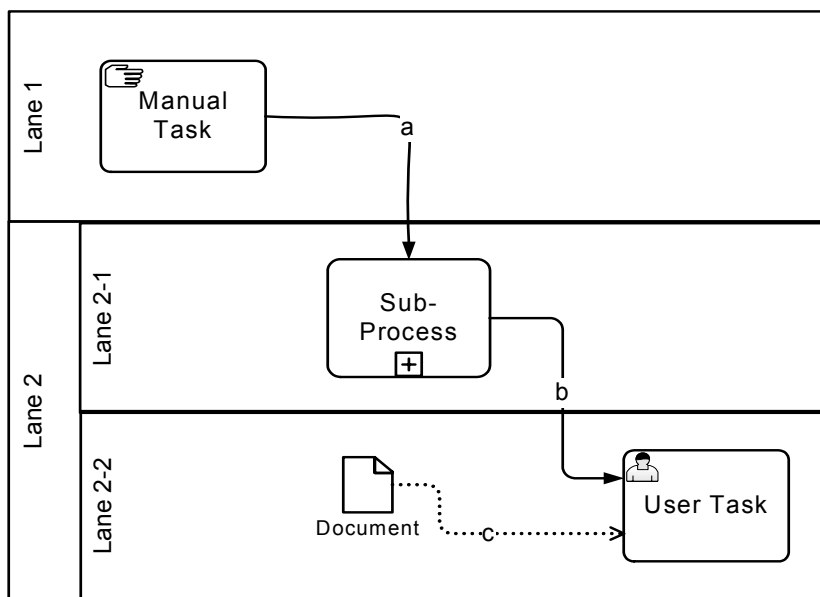 Lane 1
Manual
Task
a
Lane 2
Lane 2-1
Sub-
Process
b
Lane 2-2
Document
c
User Task